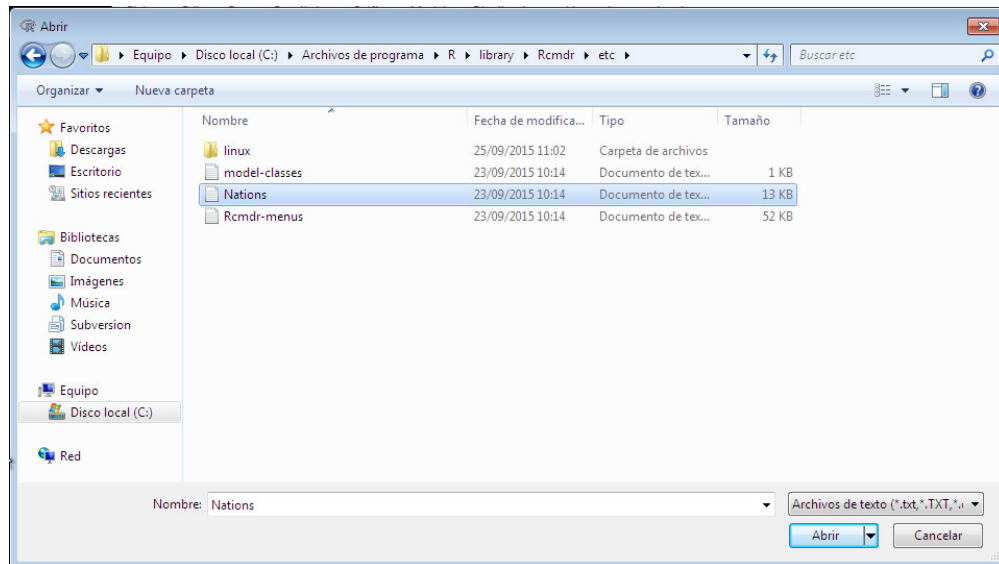 Abrir
Equipo Disco local (C:) Archivos de programa R library Rcmdr etc
Buscar etc
Organizar Nueva carpeta
Favoritos
Descargas
Escritorio
Sitios recientes
Bibliotecas
Documentos
Imágenes
Música
Subversion
Vídeos
Equipo
Disco local (C:)
Red
Nombre Fecha de modifica... Tipo Tamaño
linux 25/09/2015 11:02 Carpeta de archivos
model-classes 23/09/2015 10:14 Documento de tex... 1 KB
Nations 23/09/2015 10:14 Documento de tex... 13 KB
Rcmdr-menus 23/09/2015 10:14 Documento de tex... 52 KB
Nombre: Nations
Archivos de texto (*.txt,*.TXT,*.
Abrir Cancelar